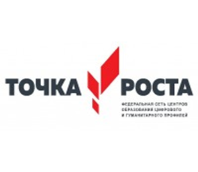 ТОЧКА РОСТА
ФЕДЕРАЛЬНАЯ СЕТЬ ЦЕНТРОВ
ОБРАЗОВАНИЯ ЦИФРОВОГО
И ГУМАНИТАРНОГО ПРОФИЛЕЙ